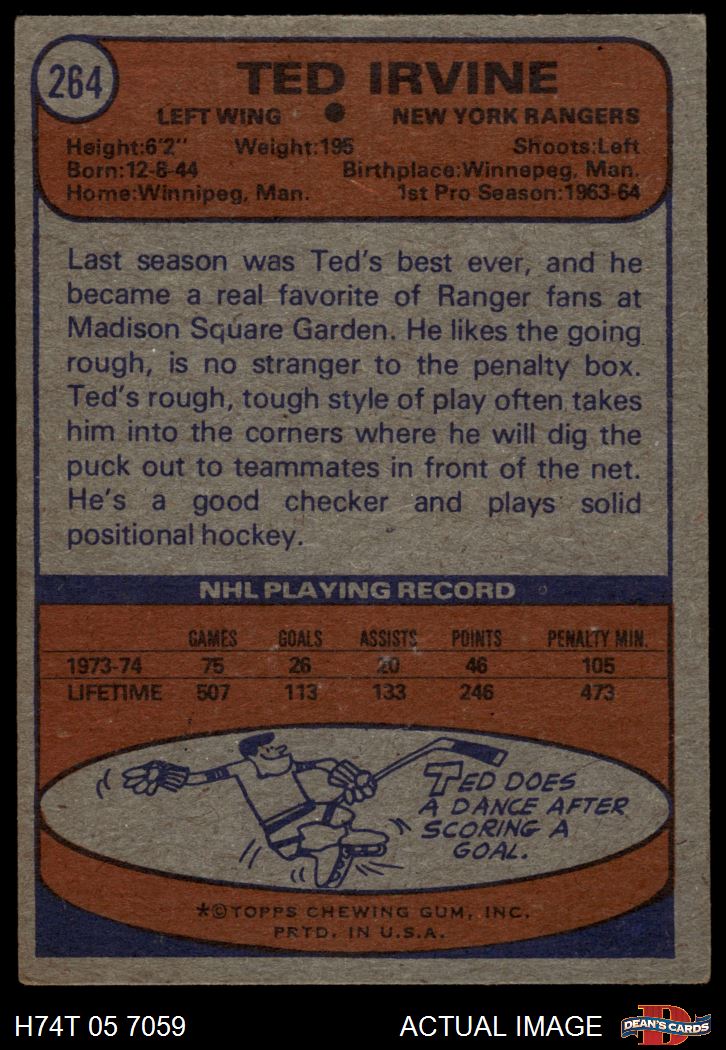 264
TED IRVINE
LEFT WING ● NEW YORK RANGERS
Height:6'2" Weight:195 Shoots:Left
Born:12-8-44 Birthplace:Winnepeg, Man.
Home:Winnipeg, Man. 1st Pro Season:1963-64
Last season was Ted's best ever, and he
became a real favorite of Ranger fans at
Madison Square Garden. He likes the going
rough, is no stranger to the penalty box.
Ted's rough, tough style of play often takes
him into the corners where he will dig the
puck out to teammates in front of the net.
He's a good checker and plays solid
positional hockey.
NHL PLAYING RECORD
GAMES GOALS ASSISTS POINTS PENALTY MIN.
1973-74 75 26 20 46 105
LIFETIME 507 113 133 246 473
TED DOES
A DANCE AFTER
SCORING A
GOAL.
*©TOPPS CHEWING GUM, INC.
PRTD. IN U.S.A.
H74T 05 7059 ACTUAL IMAGE
D
DEAN'S CARDS